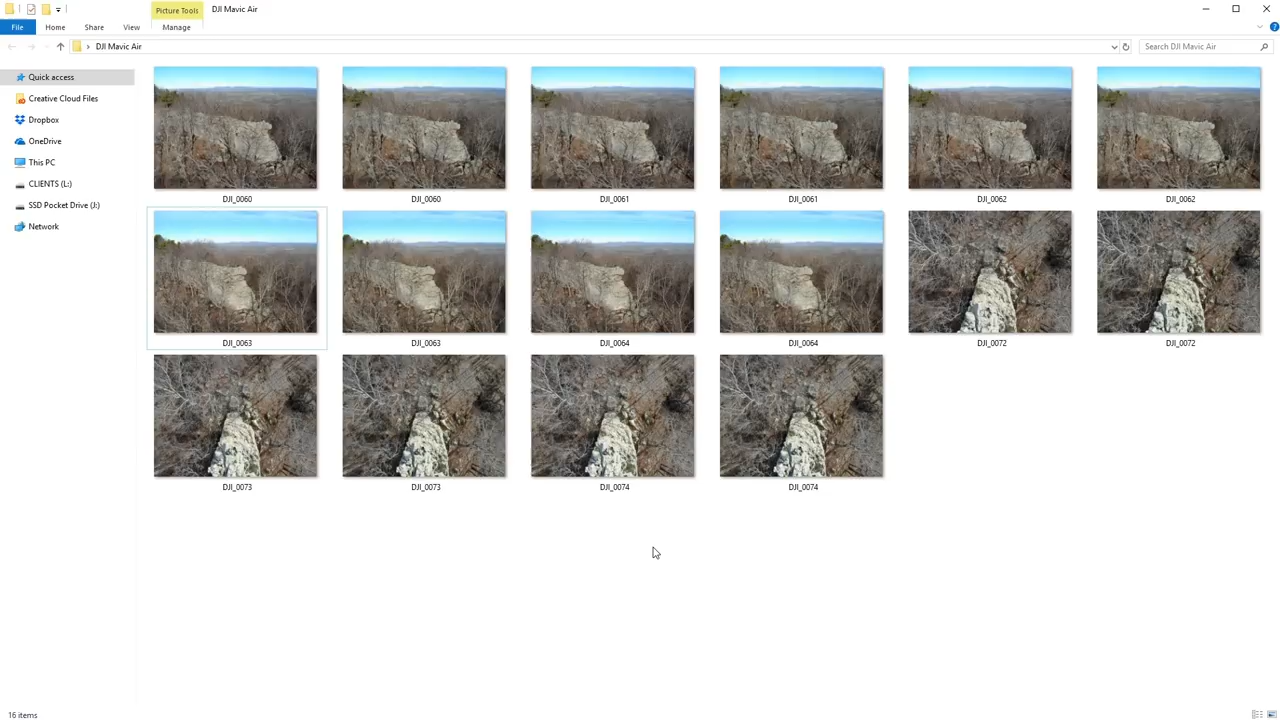 Picture Tools DJI Mavic Air
File Home Share View Manage
DJI Mavic Air Search DJI Mavic Air
Quick access
Creative Cloud Files
Dropbox
OneDrive
This PC
CLIENTS (L:)
SSD Pocket Drive (J:)
Network
DJI_0060 DJI_0060 DJI_0061 DJI_0061 DJI_0062 DJI_0062
DJI_0063 DJI_0063 DJI_0064 DJI_0064 DJI_0072 DJI_0072
DJI_0073 DJI_0073 DJI_0074 DJI_0074
16 items